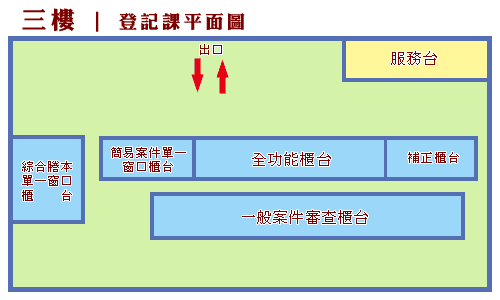 三樓 | 登記課平面圖
出口
服務台
綜合謄本
單一窗口
櫃 台
簡易案件單一
窗口櫃台
全功能櫃台
補正櫃台
一般案件審查櫃台